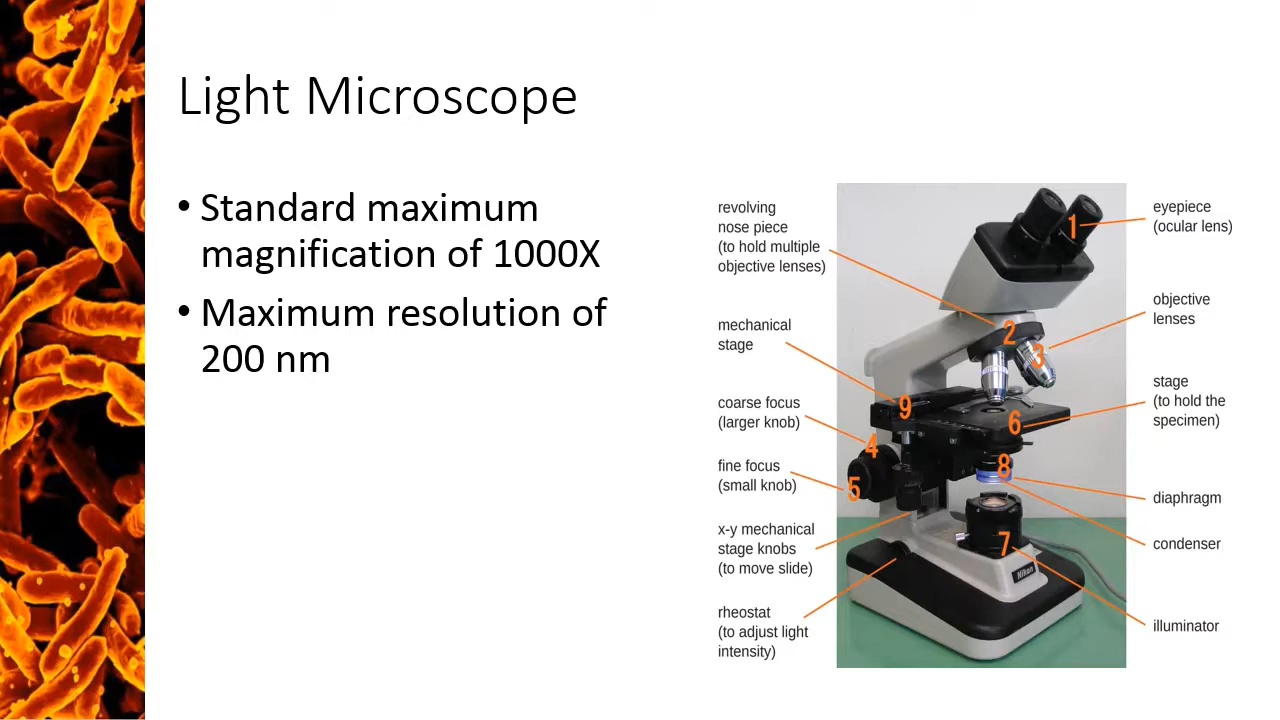 Light Microscope
• Standard maximum
magnification of 1000X
• Maximum resolution of
200 nm
revolving
nose piece
(to hold multiple
objective lenses)
mechanical
stage
coarse focus
(larger knob)
fine focus
(small knob)
x-y mechanical
stage knobs
(to move slide)
rheostat
(to adjust light
intensity)
1
2
3
9
6
4
8
5
7
Nikon
eyepiece
(ocular lens)
objective
lenses
stage
(to hold the
specimen)
diaphragm
condenser
illuminator